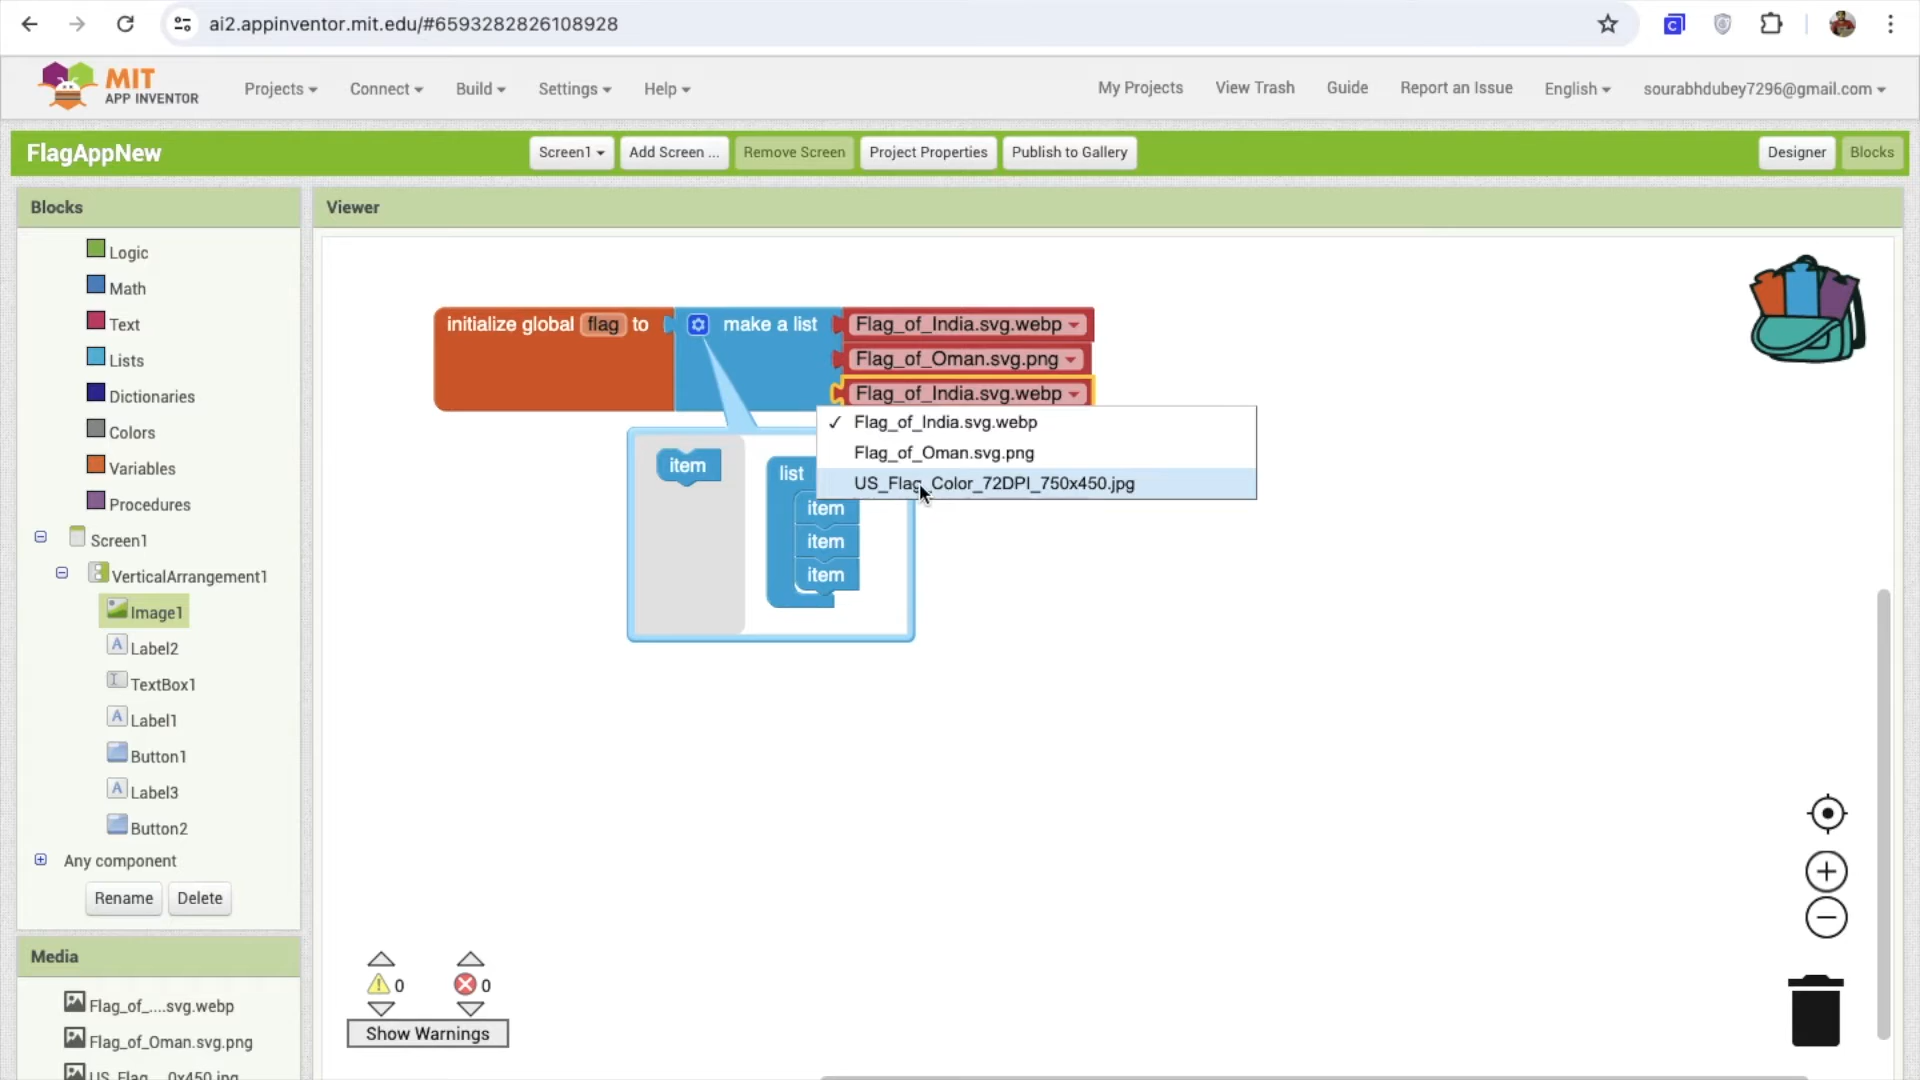 ai2.appinventor.mit.edu/#6593282826108928
MIT
APP INVENTOR
Projects
Connect
Build
Settings
Help
My Projects
View Trash
Guide
Report an Issue
English
sourabhdubey7296@gmail.com
FlagAppNew
Screen1
Add Screen ...
Remove Screen
Project Properties
Publish to Gallery
Designer
Blocks
Blocks
Viewer
Logic
Math
Text
Lists
Dictionaries
Colors
Variables
Procedures
Screen1
VerticalArrangement1
Image1
Label2
TextBox1
Label1
Button1
Label3
Button2
Any component
Rename
Delete
Media
Flag_of_....svg.webp
Flag_of_Oman.svg.png
US_Flag_...0x450.jpg
initialize global flag to
make a list
Flag_of_India.svg.webp
Flag_of_Oman.svg.png
Flag_of_India.svg.webp
✓ Flag_of_India.svg.webp
Flag_of_Oman.svg.png
US_Flag_Color_72DPI_750x450.jpg
item
list
item
item
item
0
0
Show Warnings